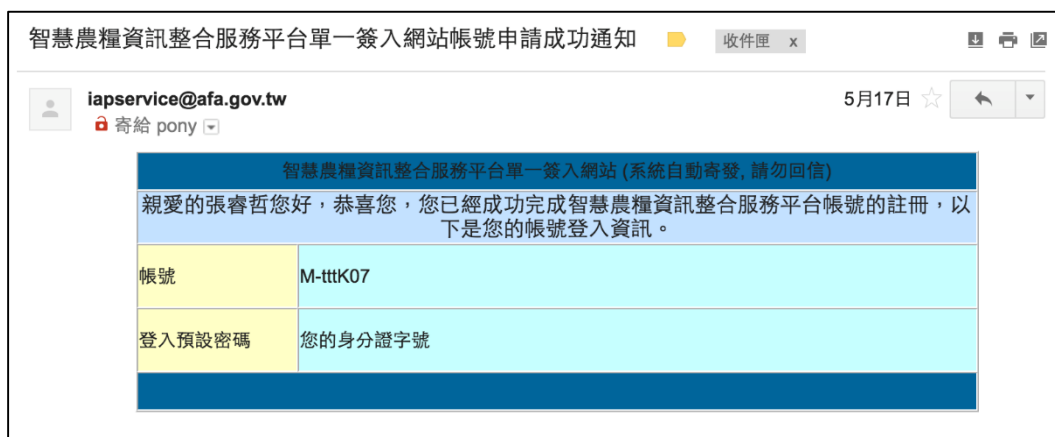 智慧農糧資訊整合服務平台單一簽入網站帳號申請成功通知 收件匣 x
iapservice@afa.gov.tw 5月17日
寄給 pony
智慧農糧資訊整合服務平台單一簽入網站 (系統自動寄發, 請勿回信)
親愛的張睿哲您好，恭喜您，您已經成功完成智慧農糧資訊整合服務平台帳號的註冊，以
下是您的帳號登入資訊。
帳號 M-tttK07
登入預設密碼 您的身分證字號